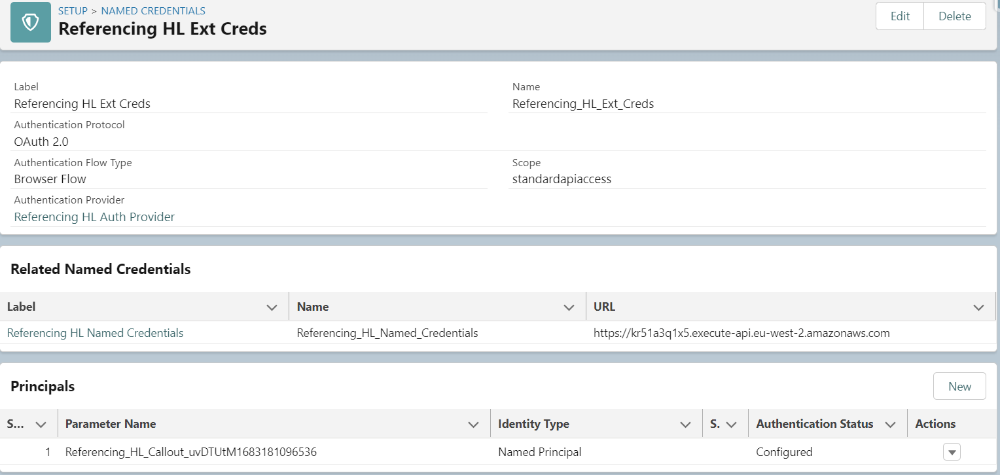 SETUP > NAMED CREDENTIALS
Referencing HL Ext Creds
Edit
Delete
Label
Name
Referencing HL Ext Creds
Referencing_HL_Ext_Creds
Authentication Protocol
OAuth 2.0
Authentication Flow Type
Scope
Browser Flow
standardapiaccess
Authentication Provider
Referencing HL Auth Provider
Related Named Credentials
Label Name URL
Referencing HL Named Credentials Referencing_HL_Named_Credentials https://kr51a3q1x5.execute-api.eu-west-2.amazonaws.com
Principals
New
S... Parameter Name Identity Type S. Authentication Status Actions
1 Referencing_HL_Callout_uvDTUtM1683181096536 Named Principal Configured